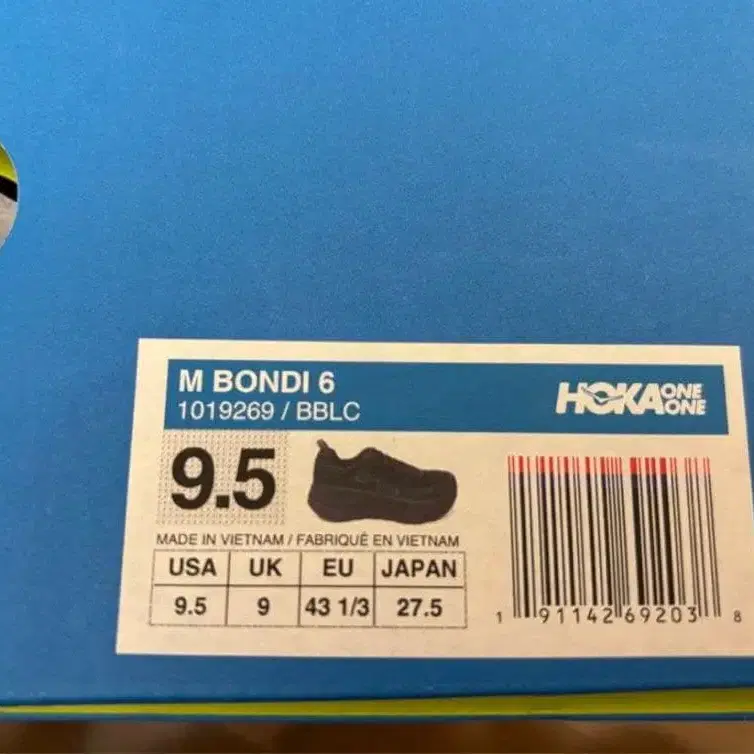 M BONDI 6
1019269 / BBLC
HOKA ONE ONE
9.5
MADE IN VIETNAM / FABRIQUÉ EN VIETNAM
USA UK EU JAPAN
9.5 9 43 1/3 27.5
1 91142 69203 8